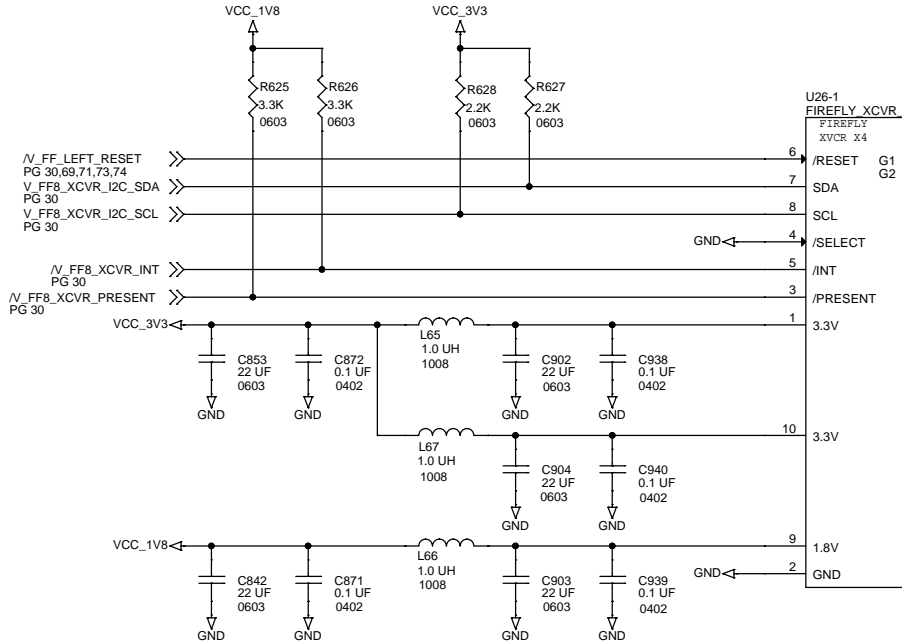 VCC_1V8
VCC_3V3
R625
3.3K
0603
R626
3.3K
0603
R628
2.2K
0603
R627
2.2K
0603
U26-1
FIREFLY_XCVR_
FIREFLY
XVCR X4
/V_FF_LEFT_RESET
PG 30,69,71,73,74
6
/RESET
G1
G2
V_FF8_XCVR_I2C_SDA
PG 30
7
SDA
V_FF8_XCVR_I2C_SCL
PG 30
8
SCL
GND
4
/SELECT
/V_FF8_XCVR_INT
PG 30
5
/INT
/V_FF8_XCVR_PRESENT
PG 30
3
/PRESENT
VCC_3V3
1
3.3V
L65
1.0 UH
1008
C853
22 UF
0603
GND
C872
0.1 UF
0402
GND
C902
22 UF
0603
GND
C938
0.1 UF
0402
GND
10
3.3V
L67
1.0 UH
1008
C904
22 UF
0603
GND
C940
0.1 UF
0402
GND
VCC_1V8
9
1.8V
L66
1.0 UH
1008
GND
2
GND
C842
22 UF
0603
GND
C871
0.1 UF
0402
GND
C903
22 UF
0603
GND
C939
0.1 UF
0402
GND